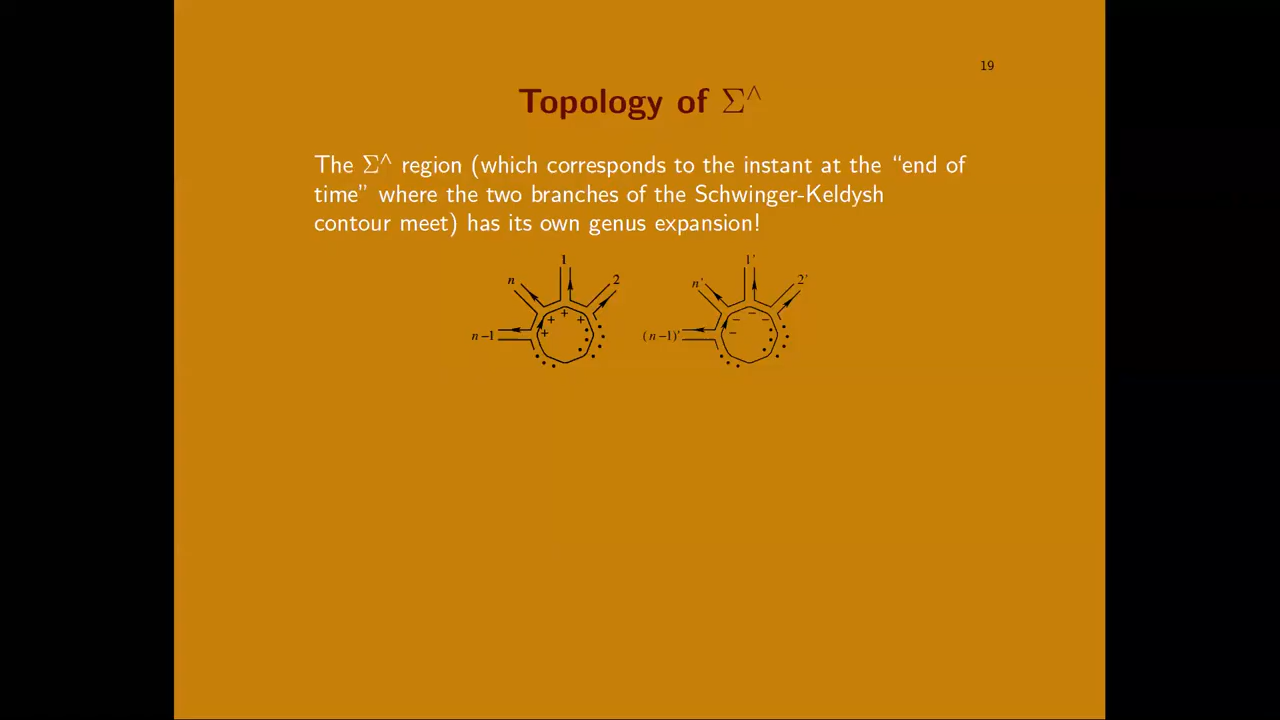 19
Topology of Σ^
The Σ^ region (which corresponds to the instant at the “end of
time” where the two branches of the Schwinger-Keldysh
contour meet) has its own genus expansion!
1 1'
n 2 n' 2'
+ + + − − −
n−1 + (n−1)' −